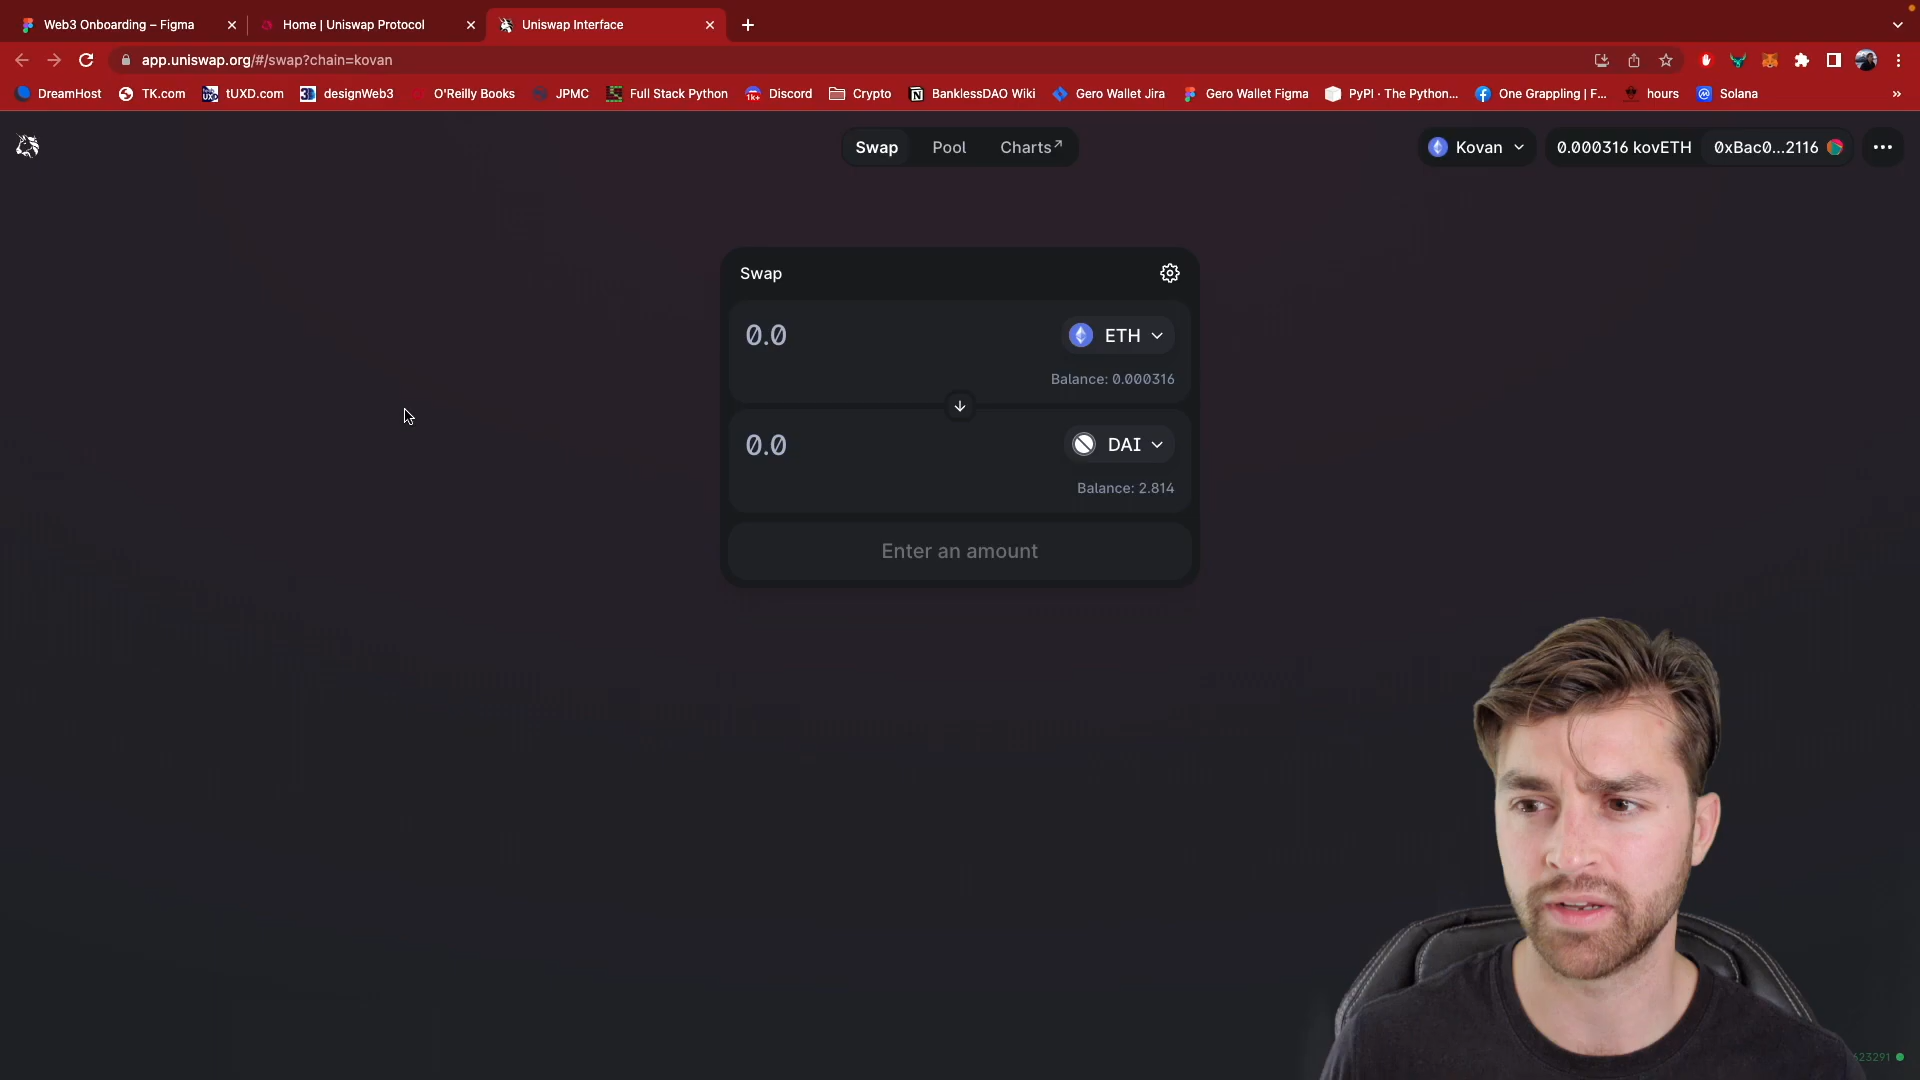 Web3 Onboarding – Figma
Home | Uniswap Protocol
Uniswap Interface
app.uniswap.org/#/swap?chain=kovan
DreamHost
TK.com
tUXD.com
designWeb3
O'Reilly Books
JPMC
Full Stack Python
Discord
Crypto
BanklessDAO Wiki
Gero Wallet Jira
Gero Wallet Figma
PyPI · The Python...
One Grappling | F...
hours
Solana
»
Swap
Pool
Charts↗
Kovan
0.000316 kovETH
0xBac0...2116
Swap
0.0
ETH
Balance: 0.000316
0.0
DAI
Balance: 2.814
Enter an amount